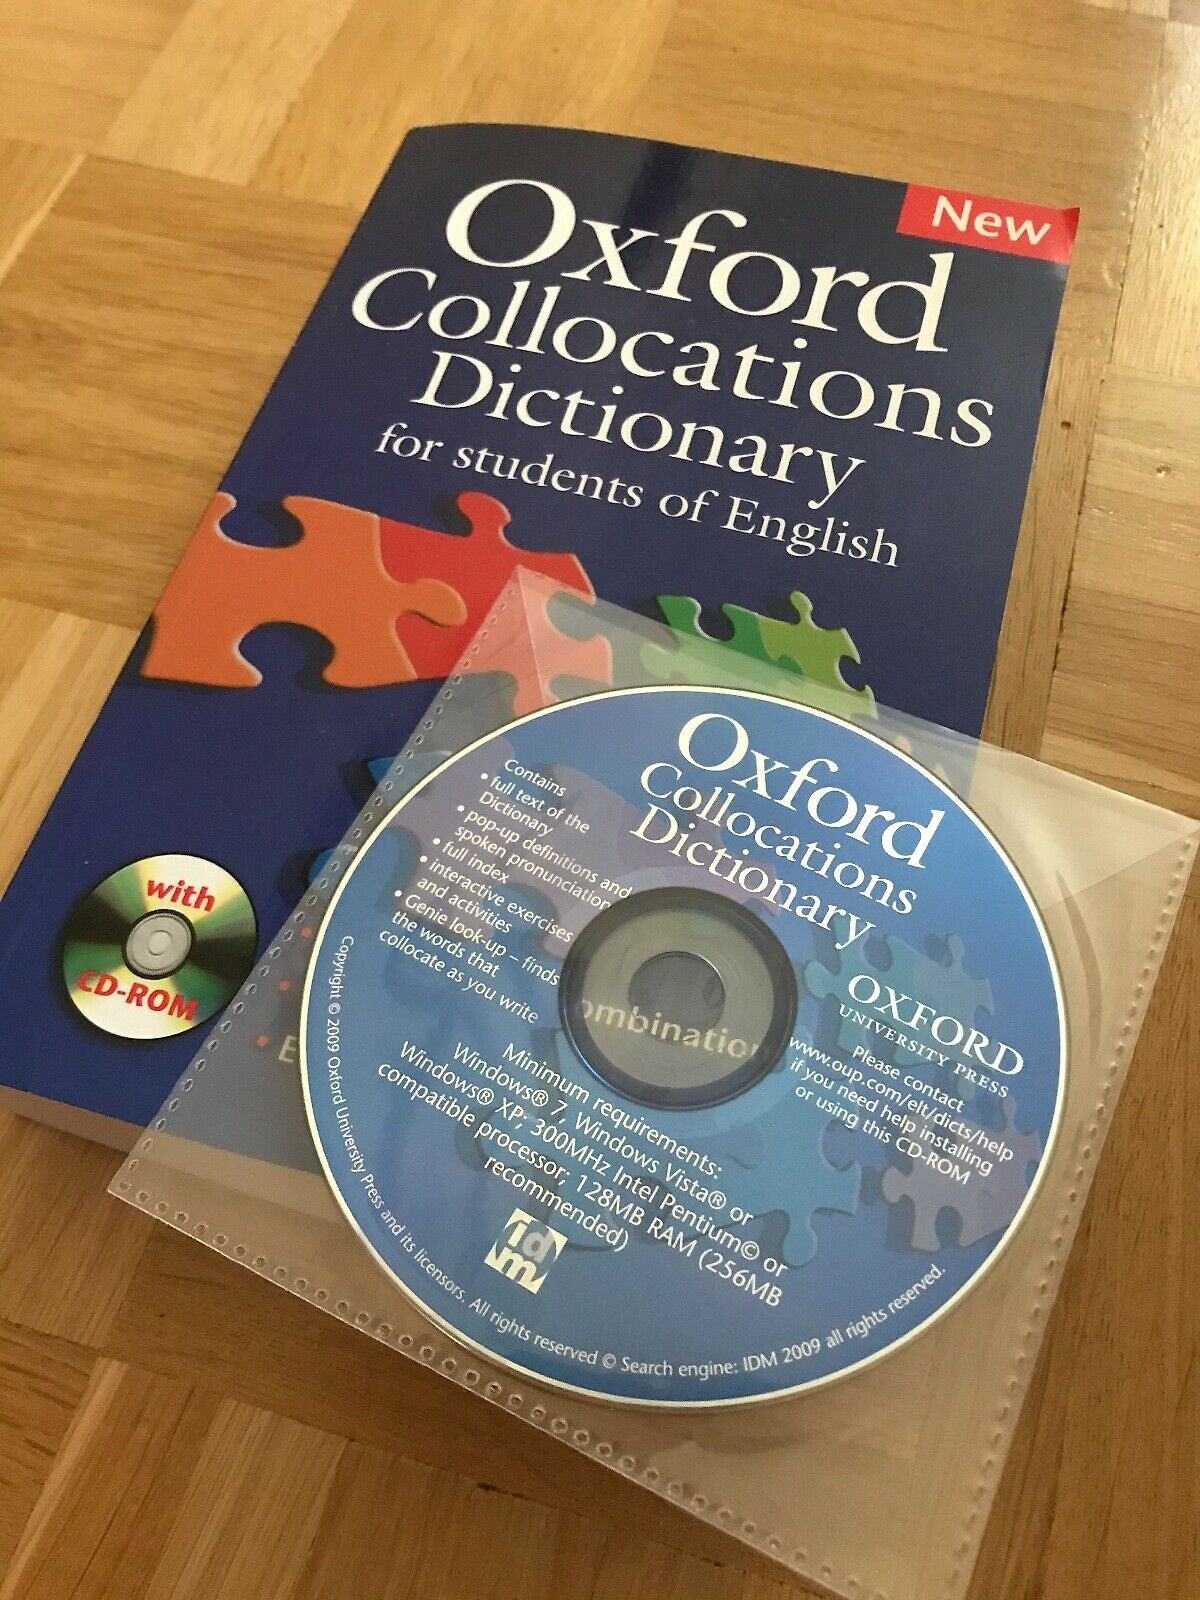 New
Oxford
Collocations
Dictionary
for students of English
with
CD-ROM
Oxford
Collocations
Dictionary
Contains
• full text of the
Dictionary
• pop-up definitions and
spoken pronunciation
• full index
• interactive exercises
and activities
• Genie look-up – finds
the words that
collocate as you write
OXFORD
UNIVERSITY PRESS
Please contact
www.oup.com/elt/dicts/help
if you need help installing
or using this CD-ROM
ombination
Minimum requirements:
Windows® 7, Windows Vista® or
Windows® XP; 300MHz Intel Pentium© or
compatible processor; 128MB RAM (256MB
recommended)
idm
Copyright © 2009 Oxford University Press and its licensors. All rights reserved © Search engine: IDM 2009 all rights reserved.